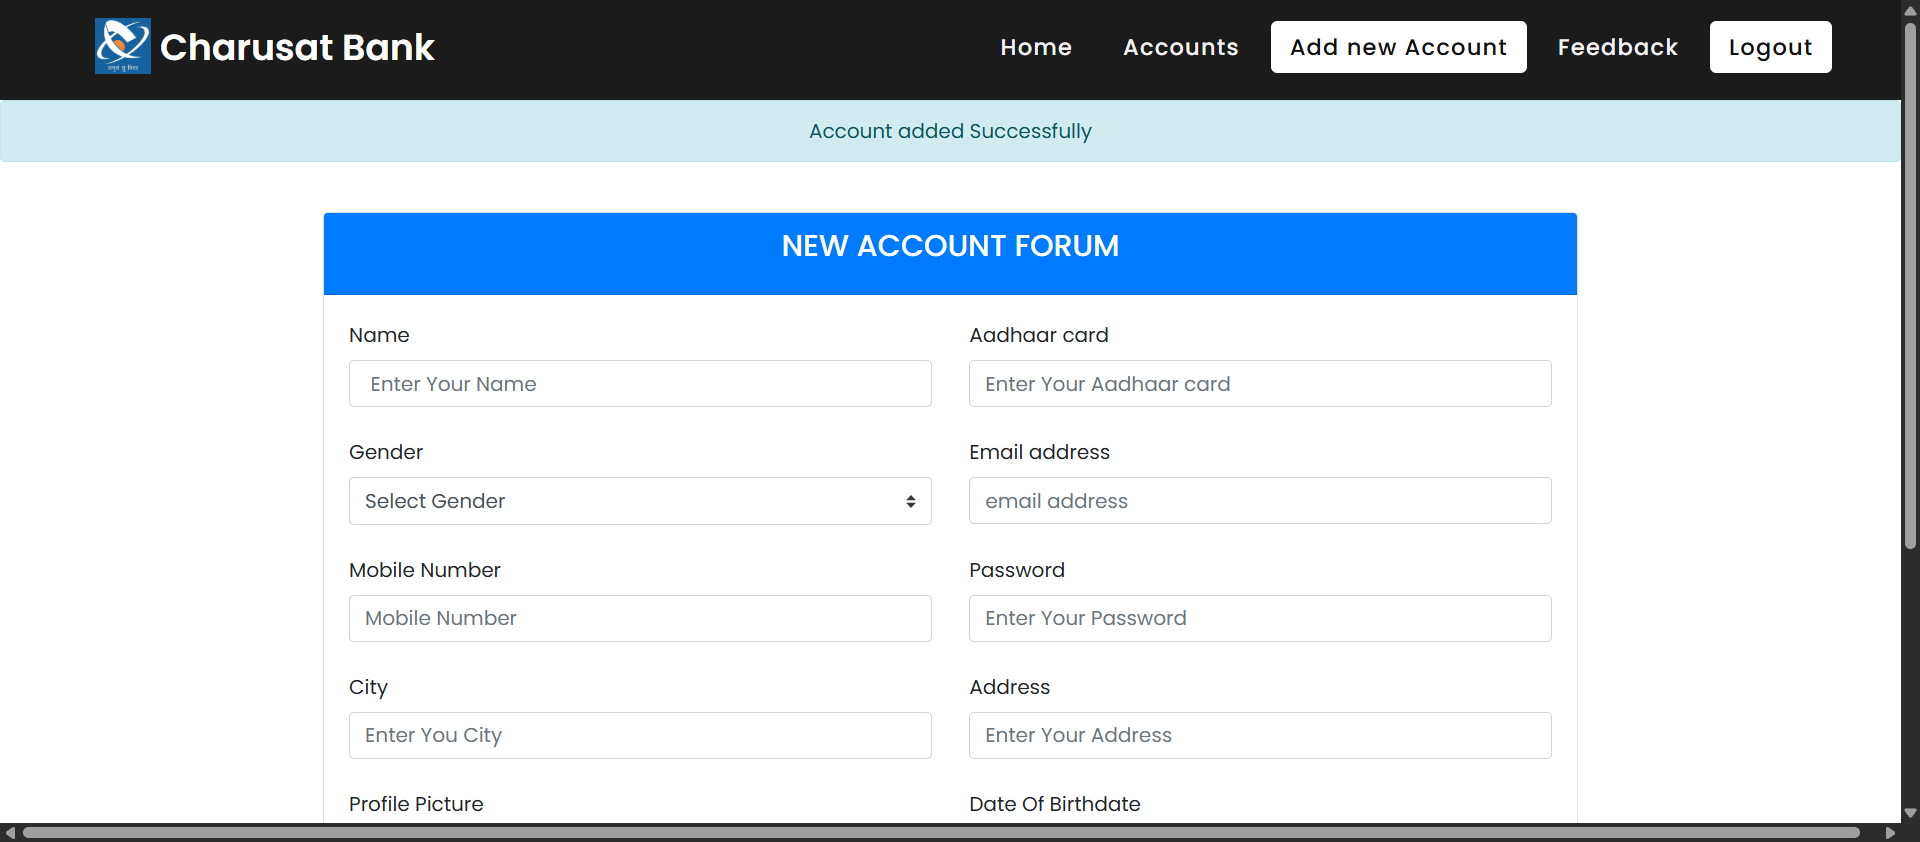 Charusat Bank
Home Accounts Add new Account Feedback Logout
Account added Successfully
NEW ACCOUNT FORUM
Name Aadhaar card
Enter Your Name Enter Your Aadhaar card
Gender Email address
Select Gender email address
Mobile Number Password
Mobile Number Enter Your Password
City Address
Enter You City Enter Your Address
Profile Picture Date Of Birthdate